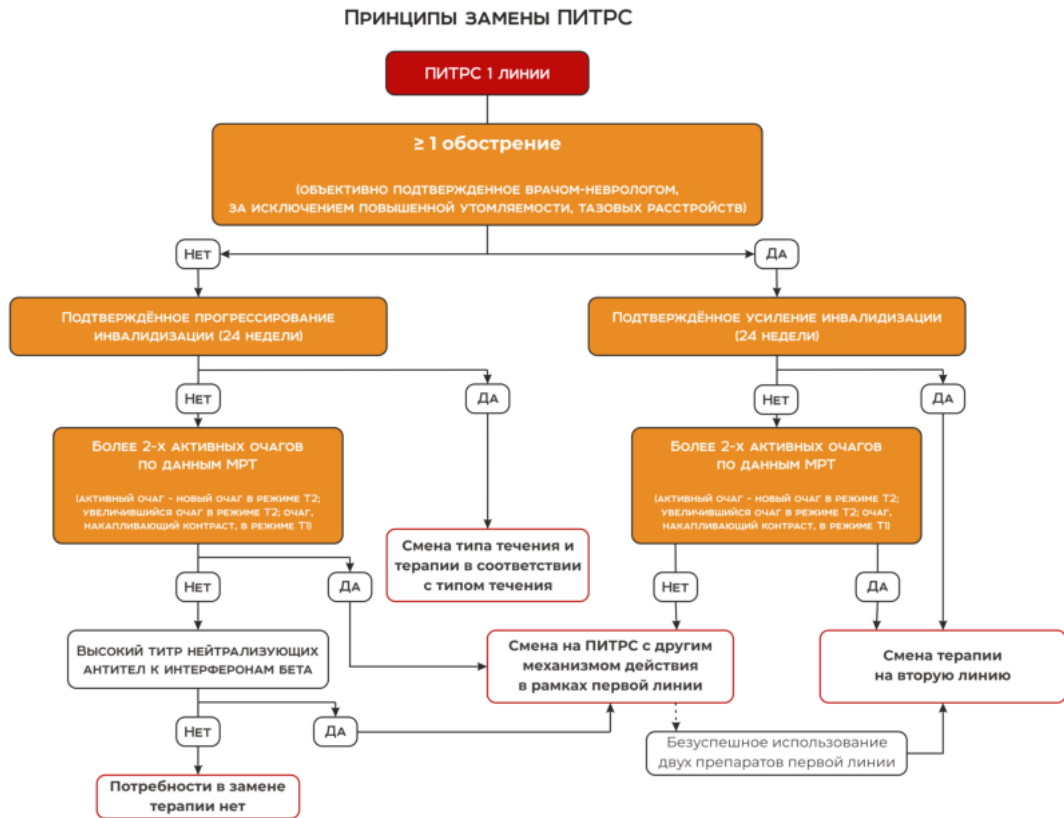 Принципы замены ПИТРС
ПИТРС 1 линии
≥ 1 обострение
(объективно подтвержденное врачом-неврологом,
за исключением повышенной утомляемости, тазовых расстройств)
Нет
Да
Подтверждённое прогрессирование
инвалидизации (24 недели)
Подтверждённое усиление инвалидизации
(24 недели)
Нет
Да
Нет
Да
Более 2-х активных очагов
по данным МРТ
(активный очаг – новый очаг в режиме Т2;
увеличившийся очаг в режиме Т2; очаг,
накапливающий контраст, в режиме Т1)
Более 2-х активных очагов
по данным МРТ
(активный очаг – новый очаг в режиме Т2;
увеличившийся очаг в режиме Т2; очаг,
накапливающий контраст, в режиме Т1)
Смена типа течения и
терапии в соответствии
с типом течения
Нет
Да
Нет
Да
Высокий титр нейтрализующих
антител к интерферонам бета
Смена на ПИТРС с другим
механизмом действия
в рамках первой линии
Смена терапии
на вторую линию
Нет
Да
Безуспешное использование
двух препаратов первой линии
Потребности в замене
терапии нет